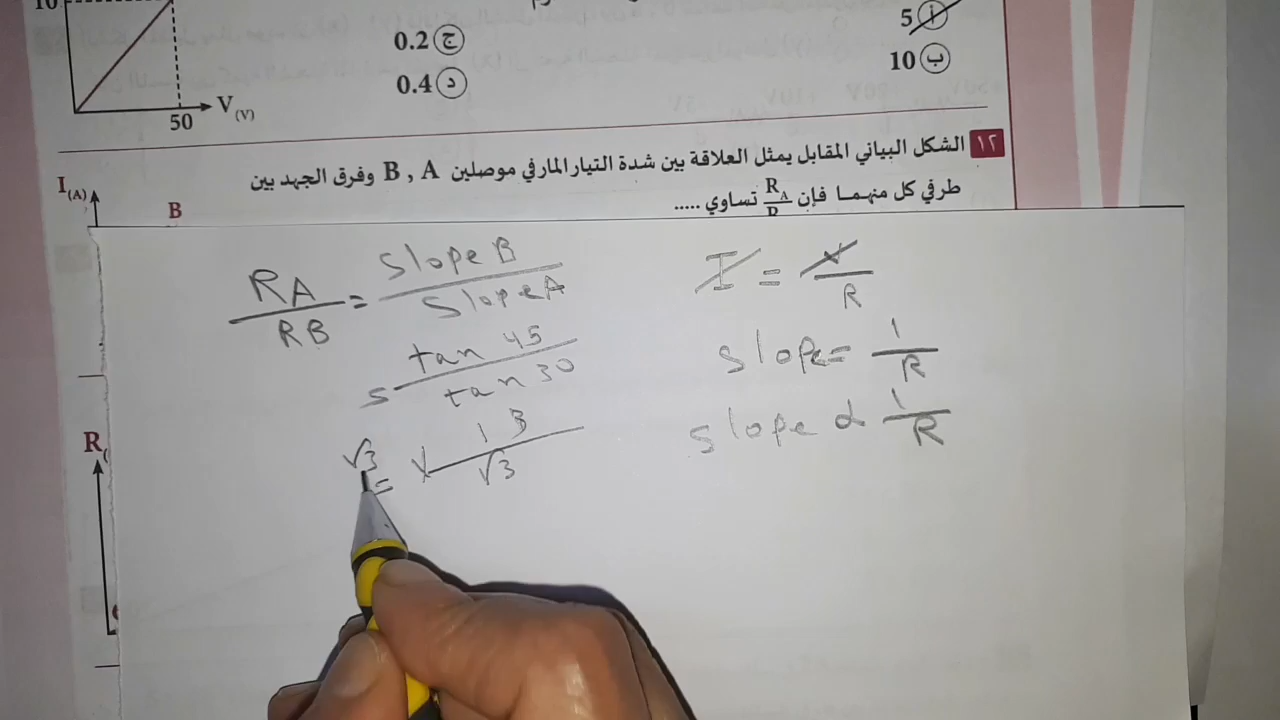 10
50
V(V)
أ 5
ب 10
ج 0.2
د 0.4
١٢ الشكل البياني المقابل يمثل العلاقة بين شدة التيار المار في موصلين B , A وفرق الجهد بين
طرفي كل منهما فإن R_A/R تساوي .....
I(A)
B
R(
RA/RB = Slope B/Slope A
tan 45/tan 30
1 3/√3
√3 =
I = V/R
slope = 1/R
slope α 1/R